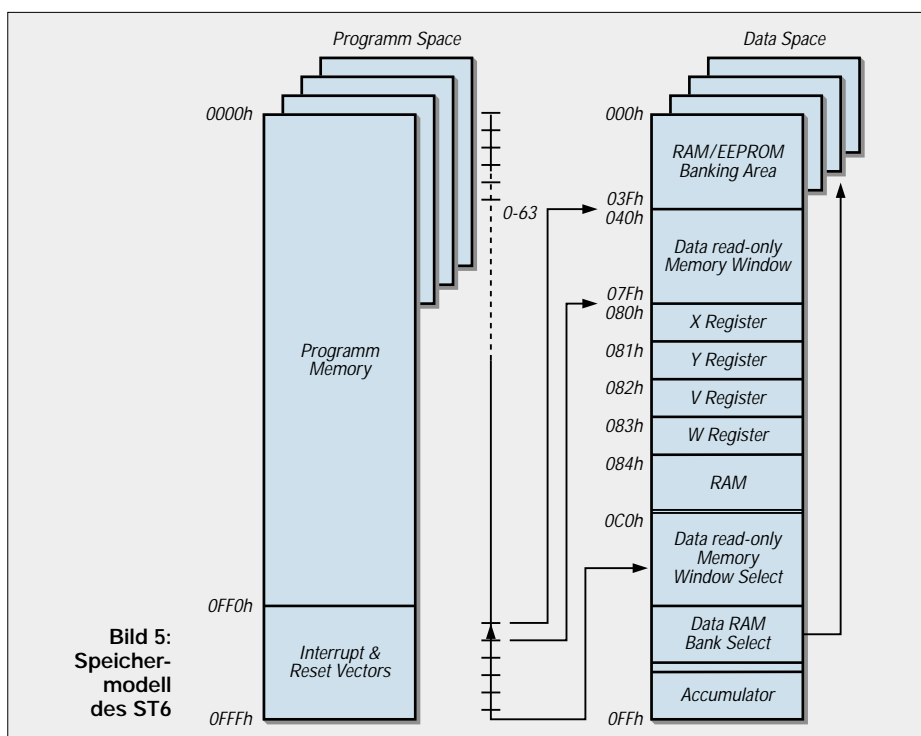 Programm Space
0000h
Programm
Memory
0FF0h
Interrupt &
Reset Vectors
0FFFh
0-63
Data Space
000h
RAM/EEPROM
Banking Area
03Fh
040h
Data read-only
Memory Window
07Fh
080h
X Register
081h
Y Register
082h
V Register
083h
W Register
084h
RAM
0C0h
Data read-only
Memory
Window Select
Data RAM
Bank Select
Accumulator
0FFh
Bild 5:
Speicher-
modell
des ST6